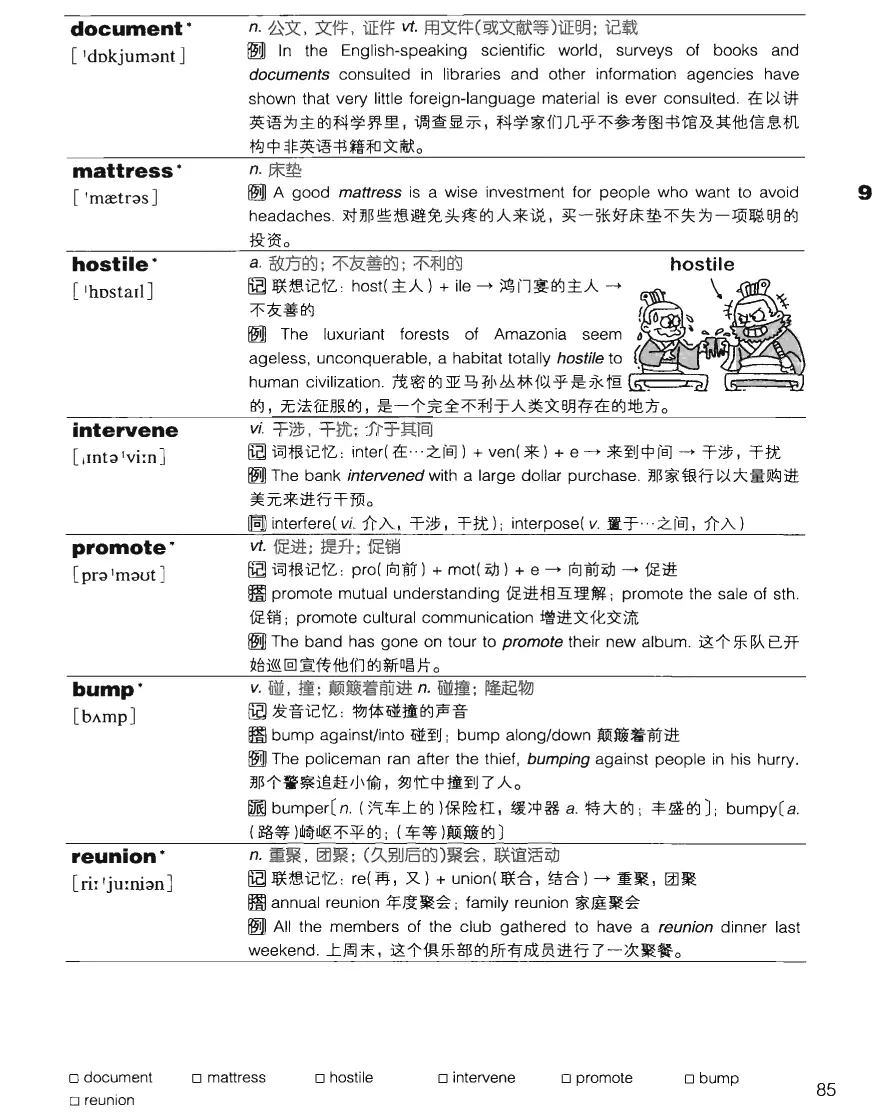 document*
[ ˈdɒkjumənt ]
n. 公文, 文件, 证件 vt. 用文件(或文献等)证明; 记载
例 In the English-speaking scientific world, surveys of books and
documents consulted in libraries and other information agencies have
shown that very little foreign-language material is ever consulted. 在以讲
英语为主的科学界里，调查显示，科学家们几乎不参考图书馆及其他信息机
构中非英语书籍和文献。
mattress*
[ ˈmætrəs ]
n. 床垫
例 A good mattress is a wise investment for people who want to avoid
headaches. 对那些想避免头疼的人来说，买一张好床垫不失为一项聪明的
投资。
9
hostile*
[ ˈhɒstaɪl ]
a. 敌方的; 不友善的; 不利的
记 联想记忆: host(主人) + ile → 鸿门宴的主人 →
不友善的
例 The luxuriant forests of Amazonia seem
ageless, unconquerable, a habitat totally hostile to
human civilization. 茂密的亚马孙丛林似乎是永恒
的，无法征服的，是一个完全不利于人类文明存在的地方。
hostile
intervene
[ˌɪntəˈviːn]
vi. 干涉, 干扰; 介于其间
记 词根记忆: inter(在…之间) + ven(来) + e → 来到中间 → 干涉，干扰
例 The bank intervened with a large dollar purchase. 那家银行以大量购进
美元来进行干预。
同 interfere(vi. 介入，干涉，干扰); interpose(v. 置于…之间，介入)
promote*
[prəˈməʊt]
vt. 促进; 提升; 促销
记 词根记忆: pro(向前) + mot(动) + e → 向前动 → 促进
搭 promote mutual understanding 促进相互理解; promote the sale of sth.
促销; promote cultural communication 增进文化交流
例 The band has gone on tour to promote their new album. 这个乐队已开
始巡回宣传他们的新唱片。
bump*
[bʌmp]
v. 碰, 撞; 颠簸着前进 n. 碰撞; 隆起物
记 发音记忆: 物体碰撞的声音
搭 bump against/into 碰到; bump along/down 颠簸着前进
例 The policeman ran after the thief, bumping against people in his hurry.
那个警察追赶小偷，匆忙中撞到了人。
派 bumper〔n. (汽车上的)保险杠，缓冲器 a. 特大的; 丰盛的〕; bumpy〔a.
(路等)崎岖不平的; (车等)颠簸的〕
reunion*
[riːˈjuːniən]
n. 重聚, 团聚; (久别后的)聚会, 联谊活动
记 联想记忆: re(再，又) + union(联合，结合) → 重聚，团聚
搭 annual reunion 年度聚会; family reunion 家庭聚会
例 All the members of the club gathered to have a reunion dinner last
weekend. 上周末，这个俱乐部的所有成员进行了一次聚餐。
□ document □ mattress □ hostile □ intervene □ promote □ bump
□ reunion
85